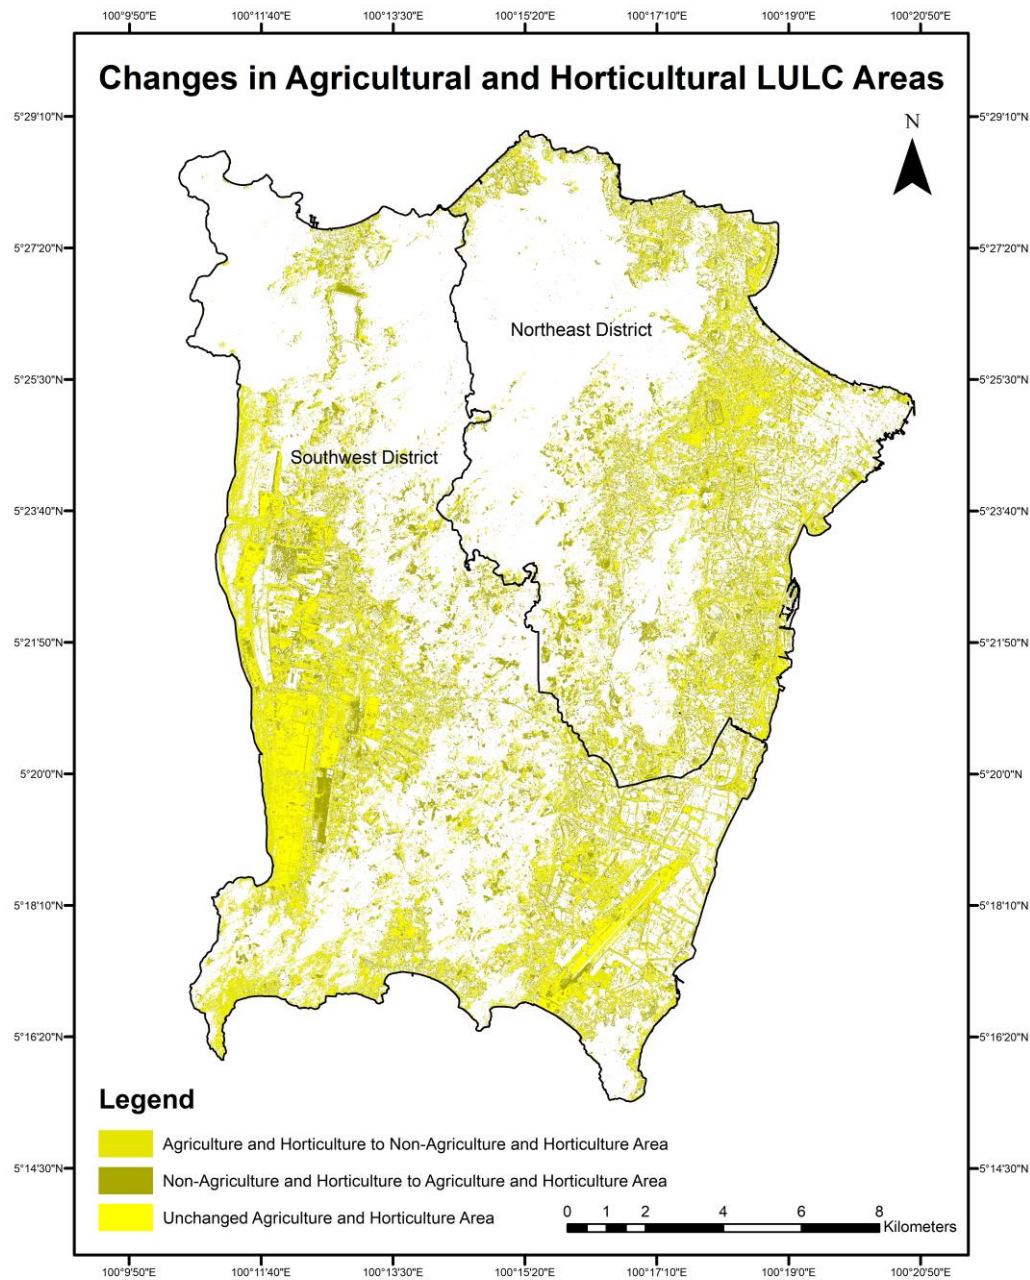 100°9'50"E 100°11'40"E 100°13'30"E 100°15'20"E 100°17'10"E 100°19'0"E 100°20'50"E
Changes in Agricultural and Horticultural LULC Areas
5°29'10"N 5°29'10"N
N
5°27'20"N 5°27'20"N
Northeast District
5°25'30"N 5°25'30"N
Southwest District
5°23'40"N 5°23'40"N
5°21'50"N 5°21'50"N
5°20'0"N 5°20'0"N
5°18'10"N 5°18'10"N
5°16'20"N 5°16'20"N
Legend
Agriculture and Horticulture to Non-Agriculture and Horticulture Area
5°14'30"N 5°14'30"N
Non-Agriculture and Horticulture to Agriculture and Horticulture Area
Unchanged Agriculture and Horticulture Area
0 1 2 4 6 8
Kilometers
100°9'50"E 100°11'40"E 100°13'30"E 100°15'20"E 100°17'10"E 100°19'0"E 100°20'50"E